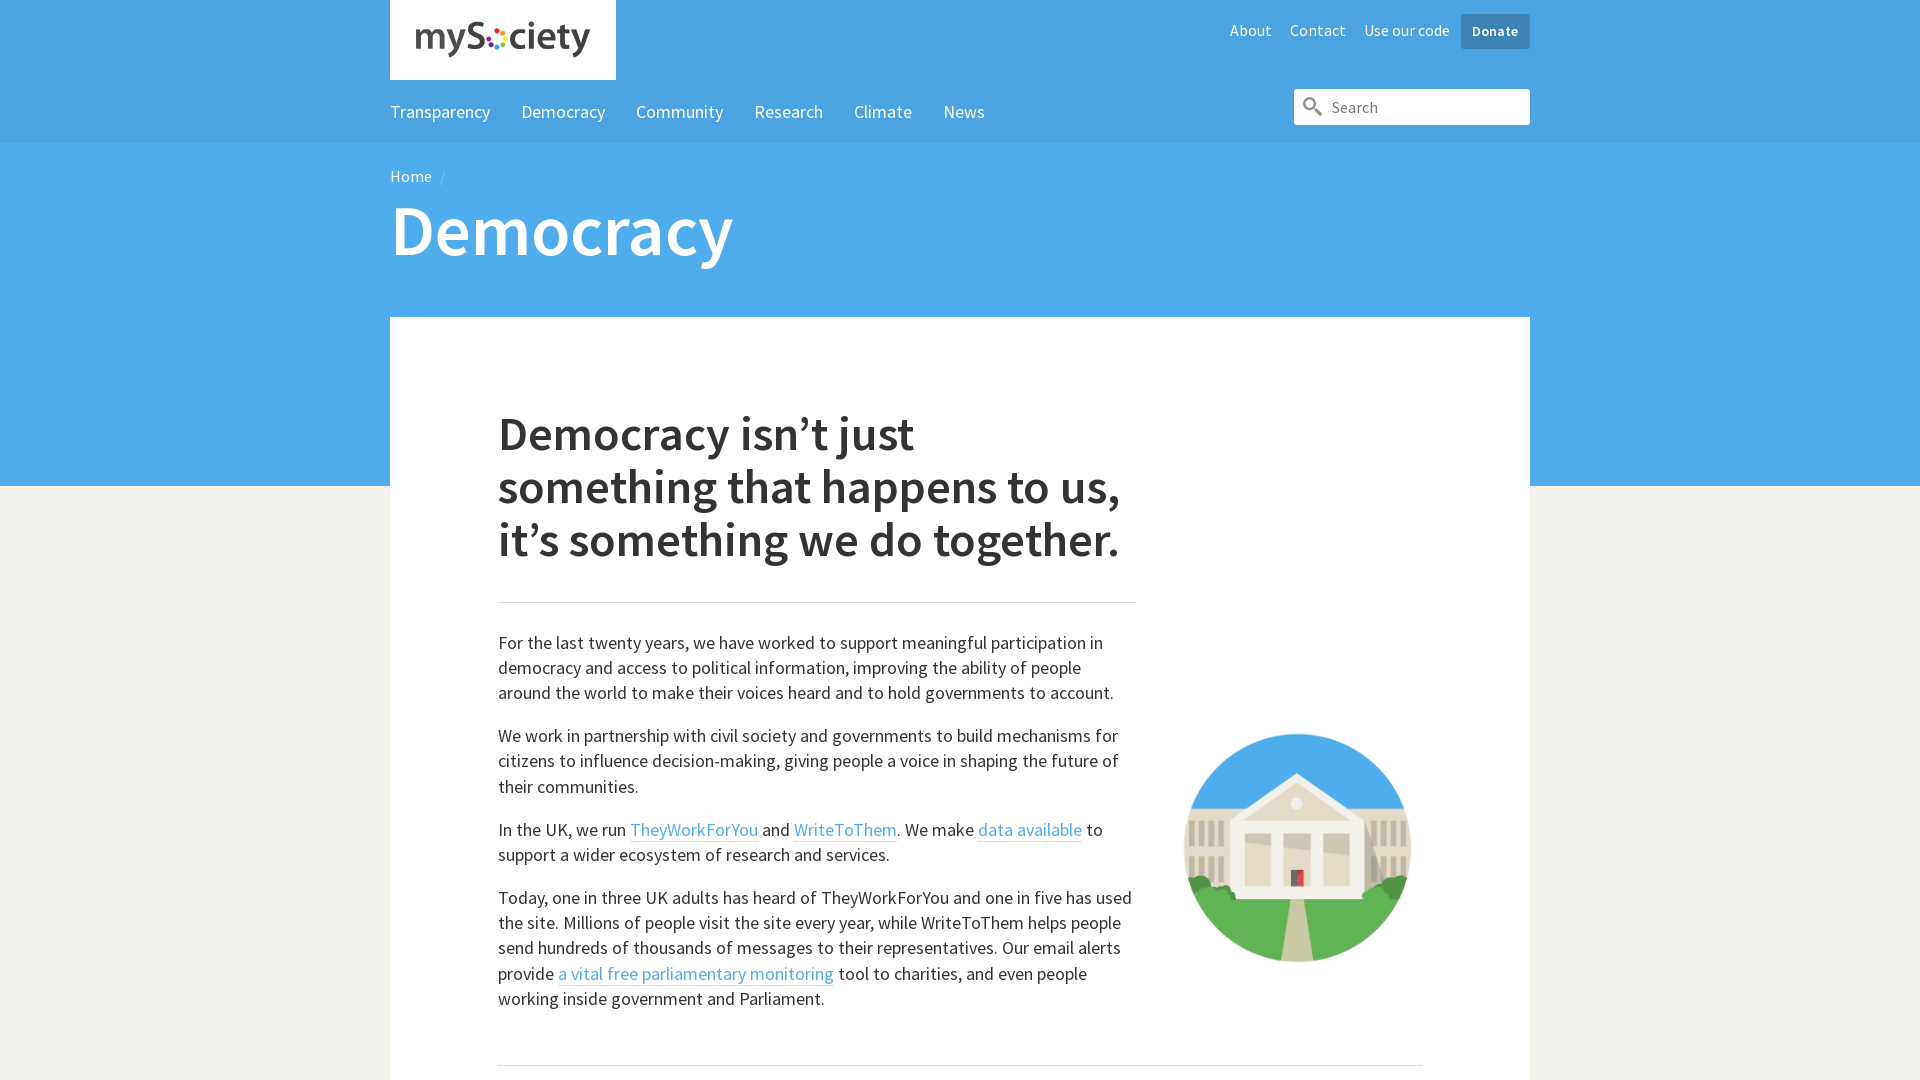 mySociety
About
Contact
Use our code
Donate
Transparency
Democracy
Community
Research
Climate
News
Search
Home /
Democracy
Democracy isn’t just
something that happens to us,
it’s something we do together.
For the last twenty years, we have worked to support meaningful participation in
democracy and access to political information, improving the ability of people
around the world to make their voices heard and to hold governments to account.
We work in partnership with civil society and governments to build mechanisms for
citizens to influence decision-making, giving people a voice in shaping the future of
their communities.
In the UK, we run TheyWorkForYou and WriteToThem. We make data available to
support a wider ecosystem of research and services.
Today, one in three UK adults has heard of TheyWorkForYou and one in five has used
the site. Millions of people visit the site every year, while WriteToThem helps people
send hundreds of thousands of messages to their representatives. Our email alerts
provide a vital free parliamentary monitoring tool to charities, and even people
working inside government and Parliament.